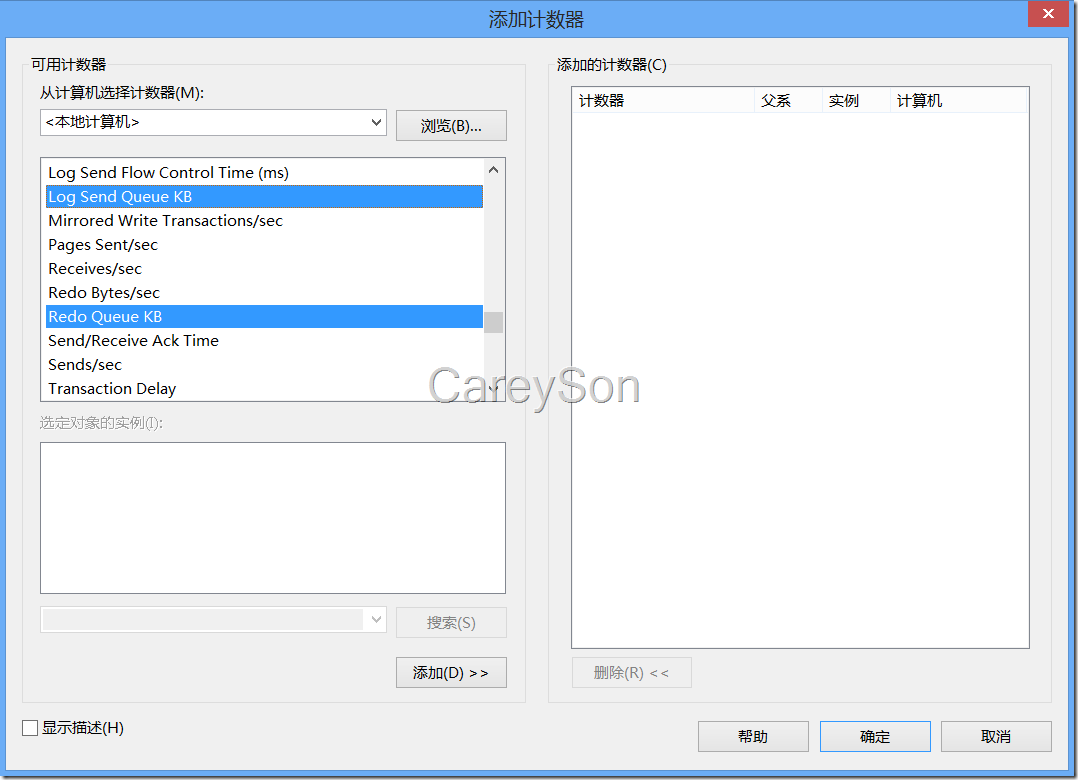 添加计数器
可用计数器
从计算机选择计数器(M):
<本地计算机>
浏览(B)...
Log Send Flow Control Time (ms)
Log Send Queue KB
Mirrored Write Transactions/sec
Pages Sent/sec
Receives/sec
Redo Bytes/sec
Redo Queue KB
Send/Receive Ack Time
Sends/sec
Transaction Delay
选定对象的实例(I):
搜索(S)
添加(D) >>
显示描述(H)
添加的计数器(C)
计数器 父系 实例 计算机
删除(R) <<
帮助 确定 取消
CareySon